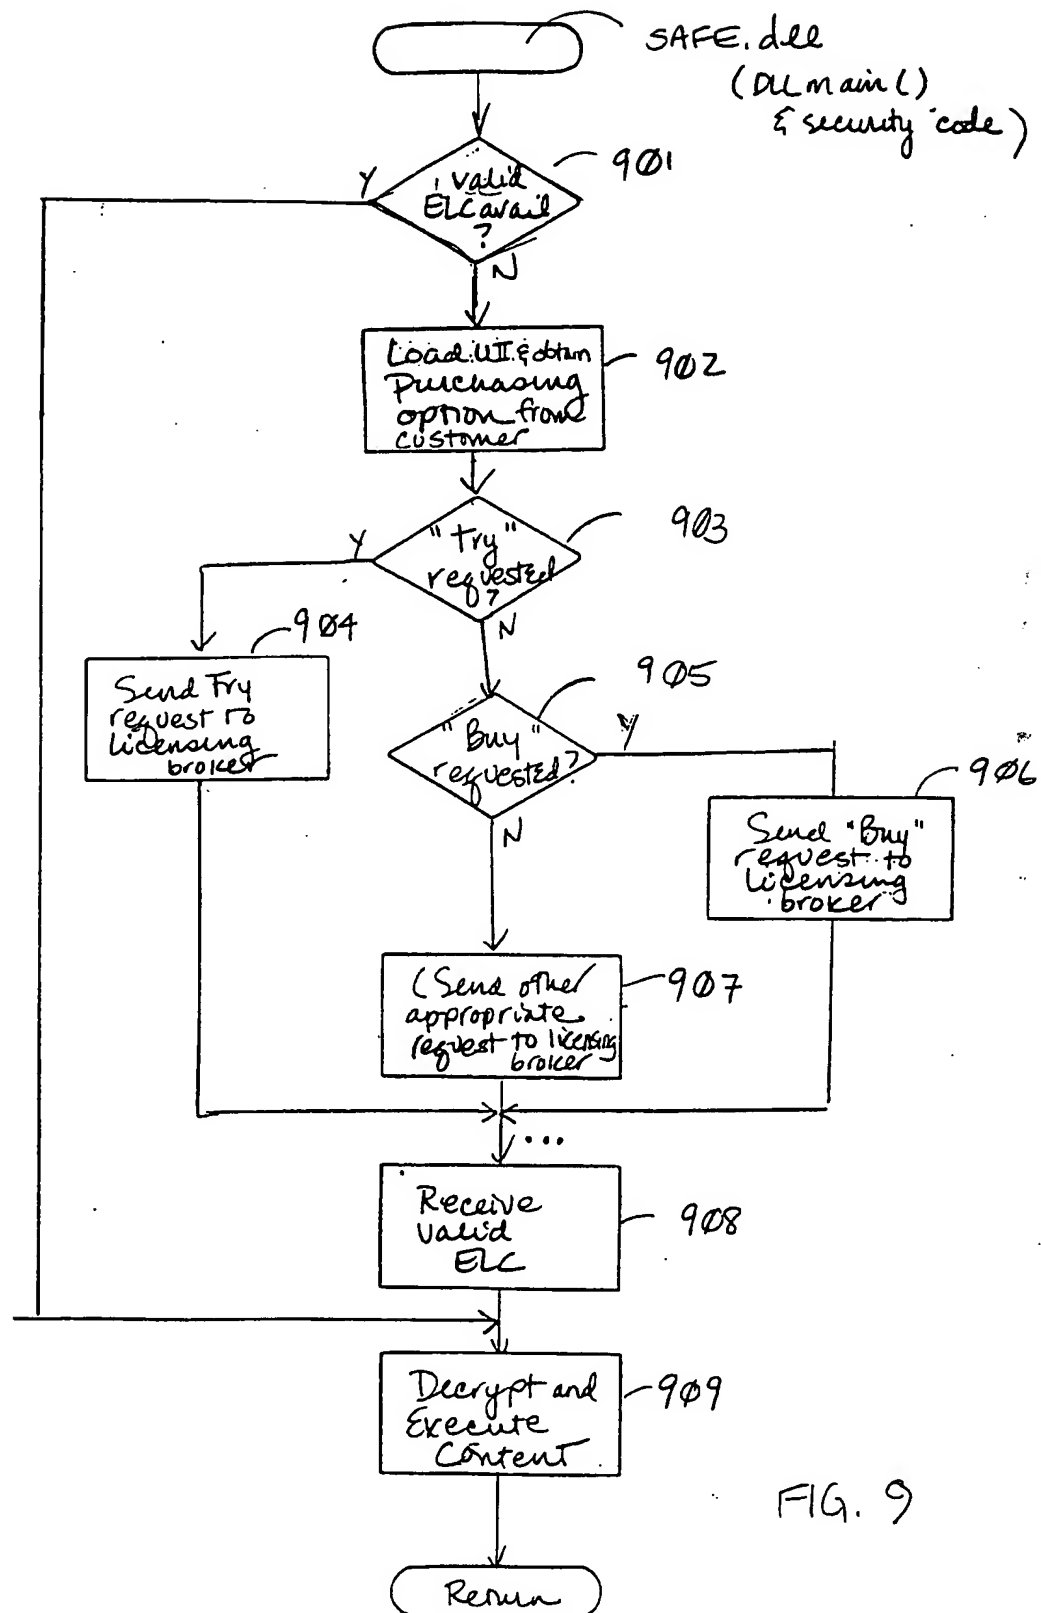 SAFE.dll
(DLLmain()
& security code)
901
Y
valid
ELC avail
?
N
Load UI & obtain
Purchasing
option from
customer
902
"Try"
requested
?
903
Y
N
904
Send Try
request to
licensing
broker
905
"Buy"
requested?
Y
N
906
Send "Buy"
request to
licensing
broker
(Send other
appropriate
request to licensing
broker
907
...
Receive
valid
ELC
908
Decrypt and
Execute
Content
909
FIG. 9
Return